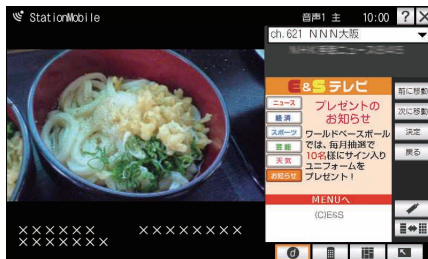 StationMobile
音声1 主
10:00
?
×
ch.621 NNN大阪
E&Sテレビ
ニュース
経済
スポーツ
芸能
天気
お知らせ
プレゼントの
お知らせ
ワールドベースボール
では、毎月抽選で
10名様にサイン入り
ユニフォームを
プレゼント！
MENUへ
(C)E&S
前に移動
次に移動
決定
戻る
×××××× ××××××××
×××××××
d